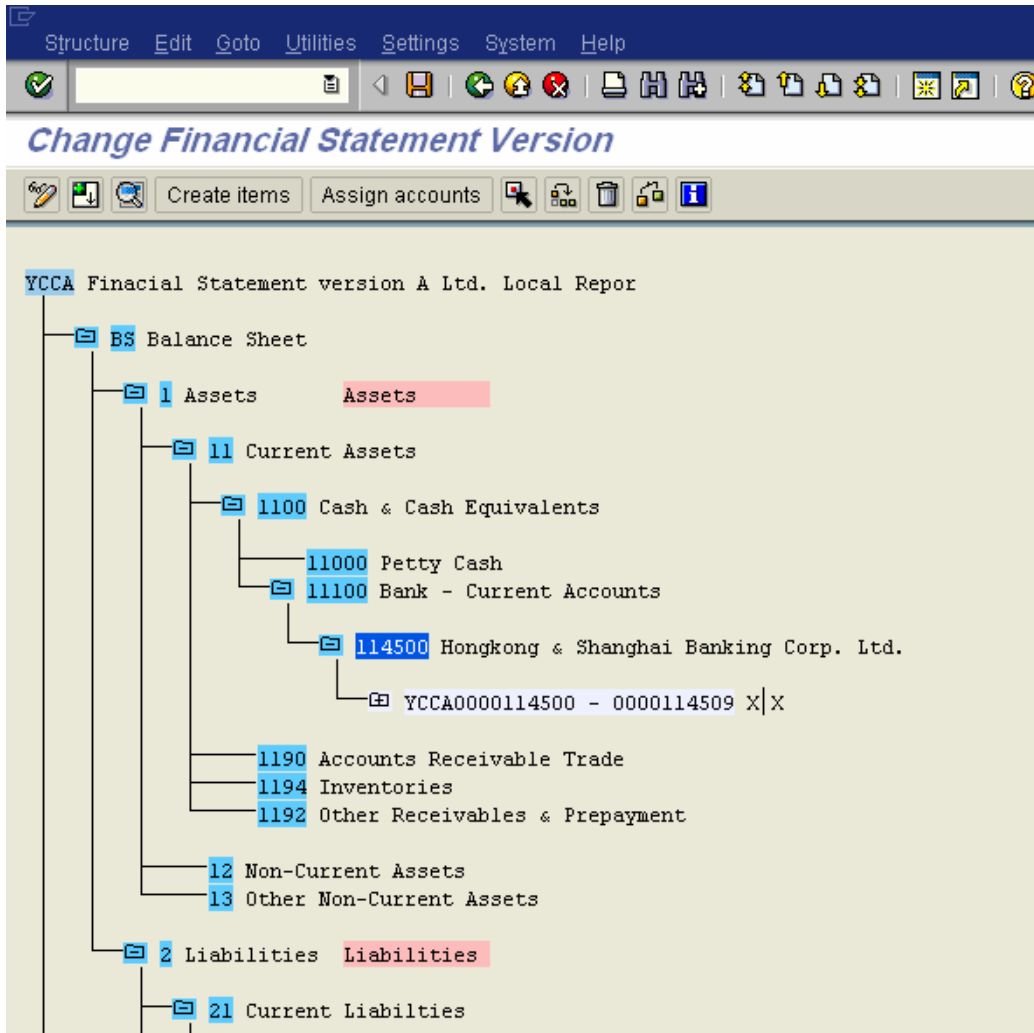 Structure Edit Goto Utilities Settings System Help
Change Financial Statement Version
Create items Assign accounts
YCCA Finacial Statement version A Ltd. Local Repor
BS Balance Sheet
1 Assets Assets
11 Current Assets
1100 Cash & Cash Equivalents
11000 Petty Cash
11100 Bank - Current Accounts
114500 Hongkong & Shanghai Banking Corp. Ltd.
YCCA0000114500 - 0000114509 X X
1190 Accounts Receivable Trade
1194 Inventories
1192 Other Receivables & Prepayment
12 Non-Current Assets
13 Other Non-Current Assets
2 Liabilities Liabilities
21 Current Liabilties